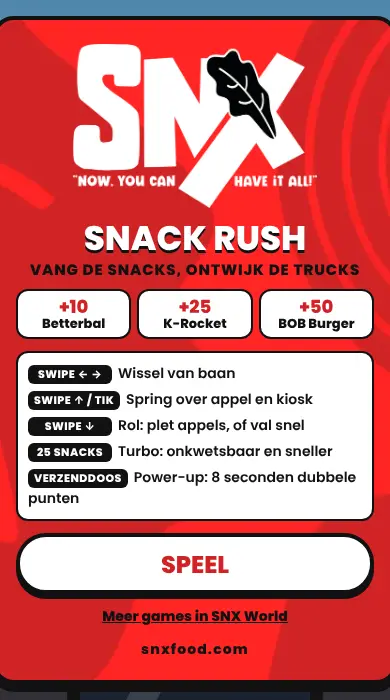 SNX
"NOW, YOU CAN HAVE iT ALL!"
SNACK RUSH
VANG DE SNACKS, ONTWIJK DE TRUCKS
+10 +25 +50
Betterbal K-Rocket BOB Burger
SWIPE ← → Wissel van baan
SWIPE ↑ / TIK Spring over appel en kiosk
SWIPE ↓ Rol: plet appels, of val snel
25 SNACKS Turbo: onkwetsbaar en sneller
VERZENDDOOS Power-up: 8 seconden dubbele
punten
SPEEL
Meer games in SNX World
snxfood.com